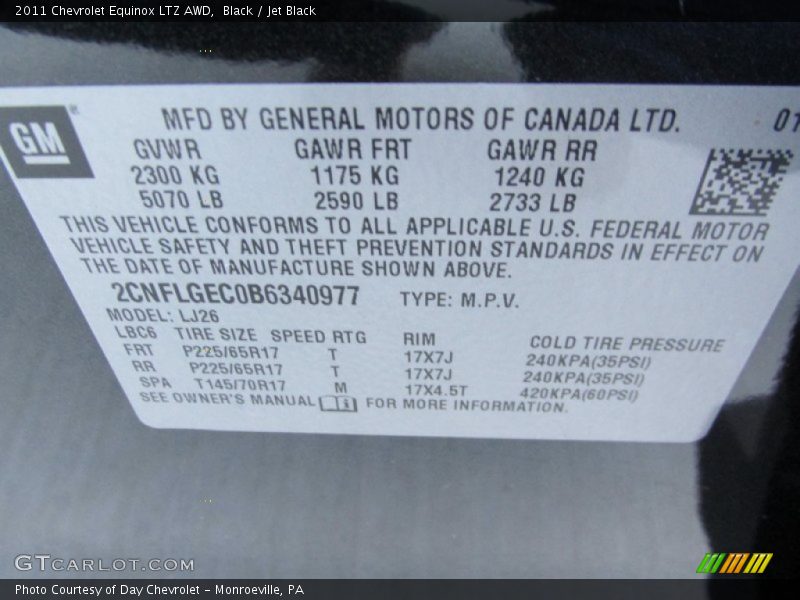 2011 Chevrolet Equinox LTZ AWD, Black / Jet Black
GM
MFD BY GENERAL MOTORS OF CANADA LTD. 01
GVWR GAWR FRT GAWR RR
2300 KG 1175 KG 1240 KG
5070 LB 2590 LB 2733 LB
THIS VEHICLE CONFORMS TO ALL APPLICABLE U.S. FEDERAL MOTOR
VEHICLE SAFETY AND THEFT PREVENTION STANDARDS IN EFFECT ON
THE DATE OF MANUFACTURE SHOWN ABOVE.
2CNFLGEC0B6340977 TYPE: M.P.V.
MODEL: LJ26
LBC6 TIRE SIZE SPEED RTG RIM COLD TIRE PRESSURE
FRT P225/65R17 T 17X7J 240KPA(35PSI)
RR P225/65R17 T 17X7J 240KPA(35PSI)
SPA T145/70R17 M 17X4.5T 420KPA(60PSI)
SEE OWNER'S MANUAL FOR MORE INFORMATION.
GTCARLOT.COM
Photo Courtesy of Day Chevrolet - Monroeville, PA